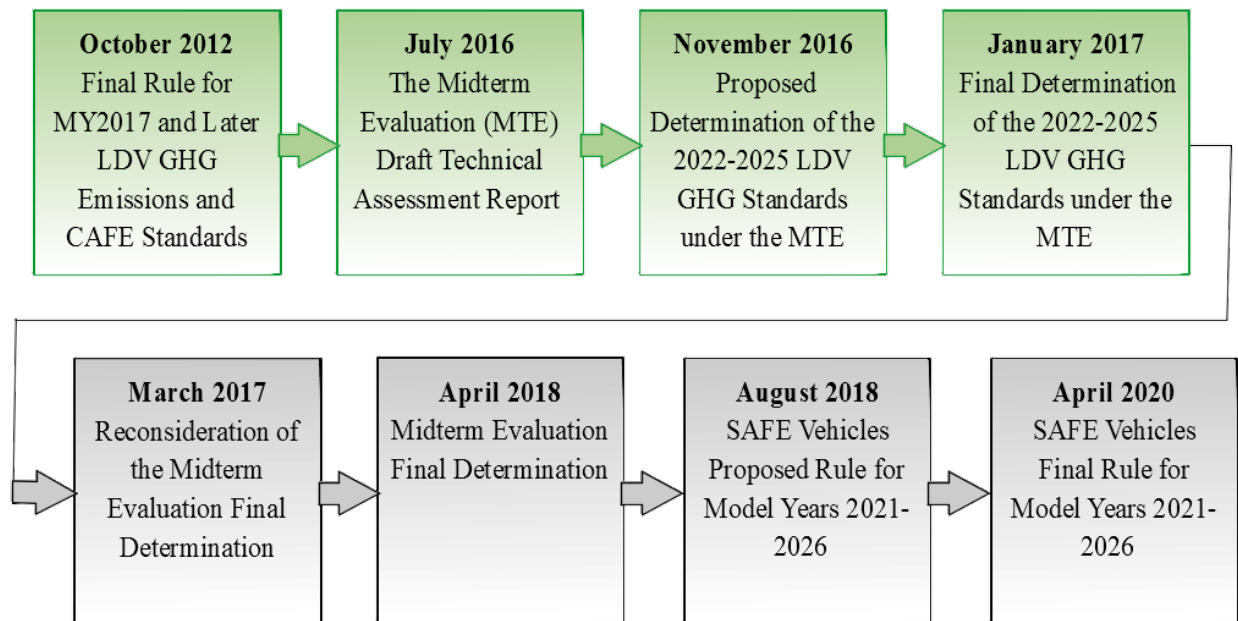 October 2012
Final Rule for
MY2017 and Later
LDV GHG
Emissions and
CAFE Standards
July 2016
The Midterm
Evaluation (MTE)
Draft Technical
Assessment Report
November 2016
Proposed
Determination of the
2022-2025 LDV
GHG Standards
under the MTE
January 2017
Final Determination
of the 2022-2025
LDV GHG
Standards under the
MTE
March 2017
Reconsideration of
the Midterm
Evaluation Final
Determination
April 2018
Midterm Evaluation
Final Determination
August 2018
SAFE Vehicles
Proposed Rule for
Model Years 2021-
2026
April 2020
SAFE Vehicles
Final Rule for
Model Years 2021-
2026